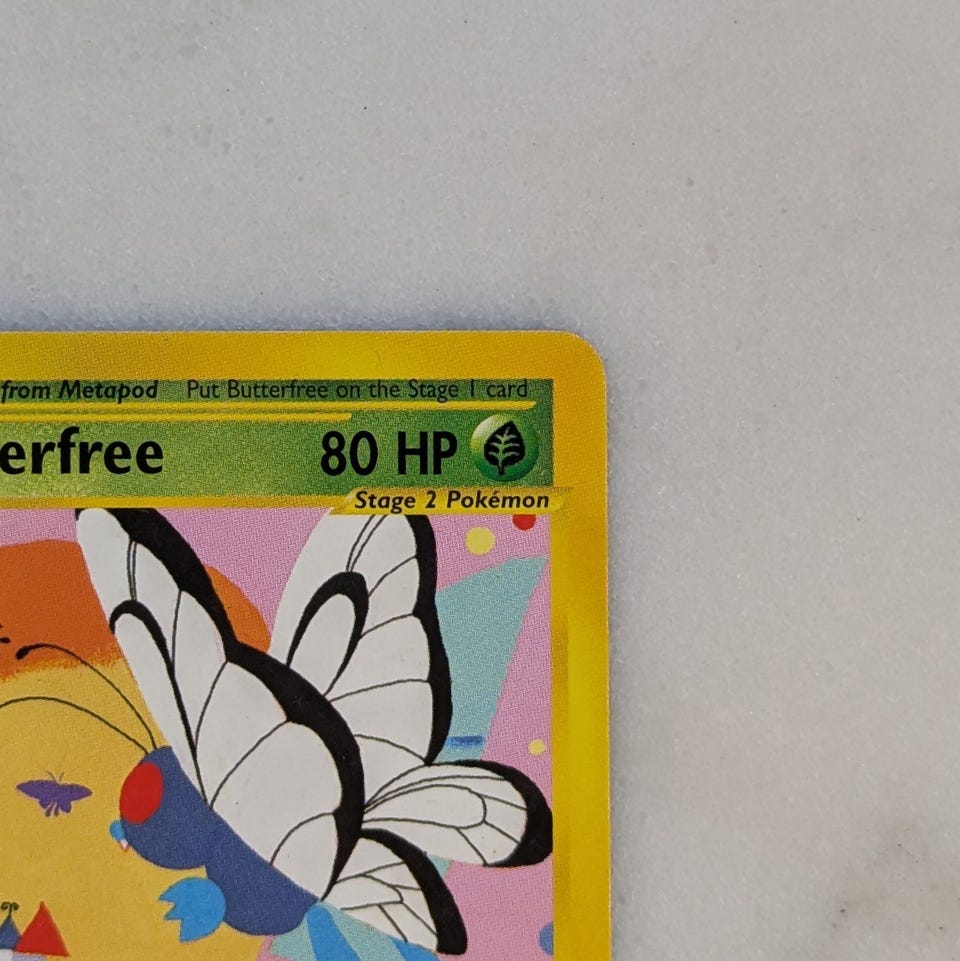 from Metapod Put Butterfree on the Stage 1 card
erfree 80 HP
Stage 2 Pokémon